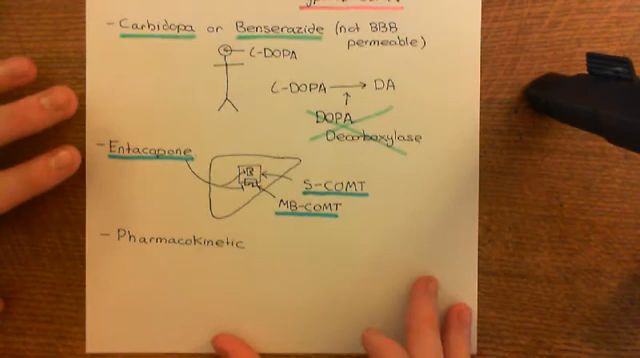 - Carbidopa or Benserazide (not BBB
permeable)
L-DOPA
L-DOPA → DA
DOPA
Decarboxylase
- Entacapone
S-COMT
MB-COMT
- Pharmacokinetic